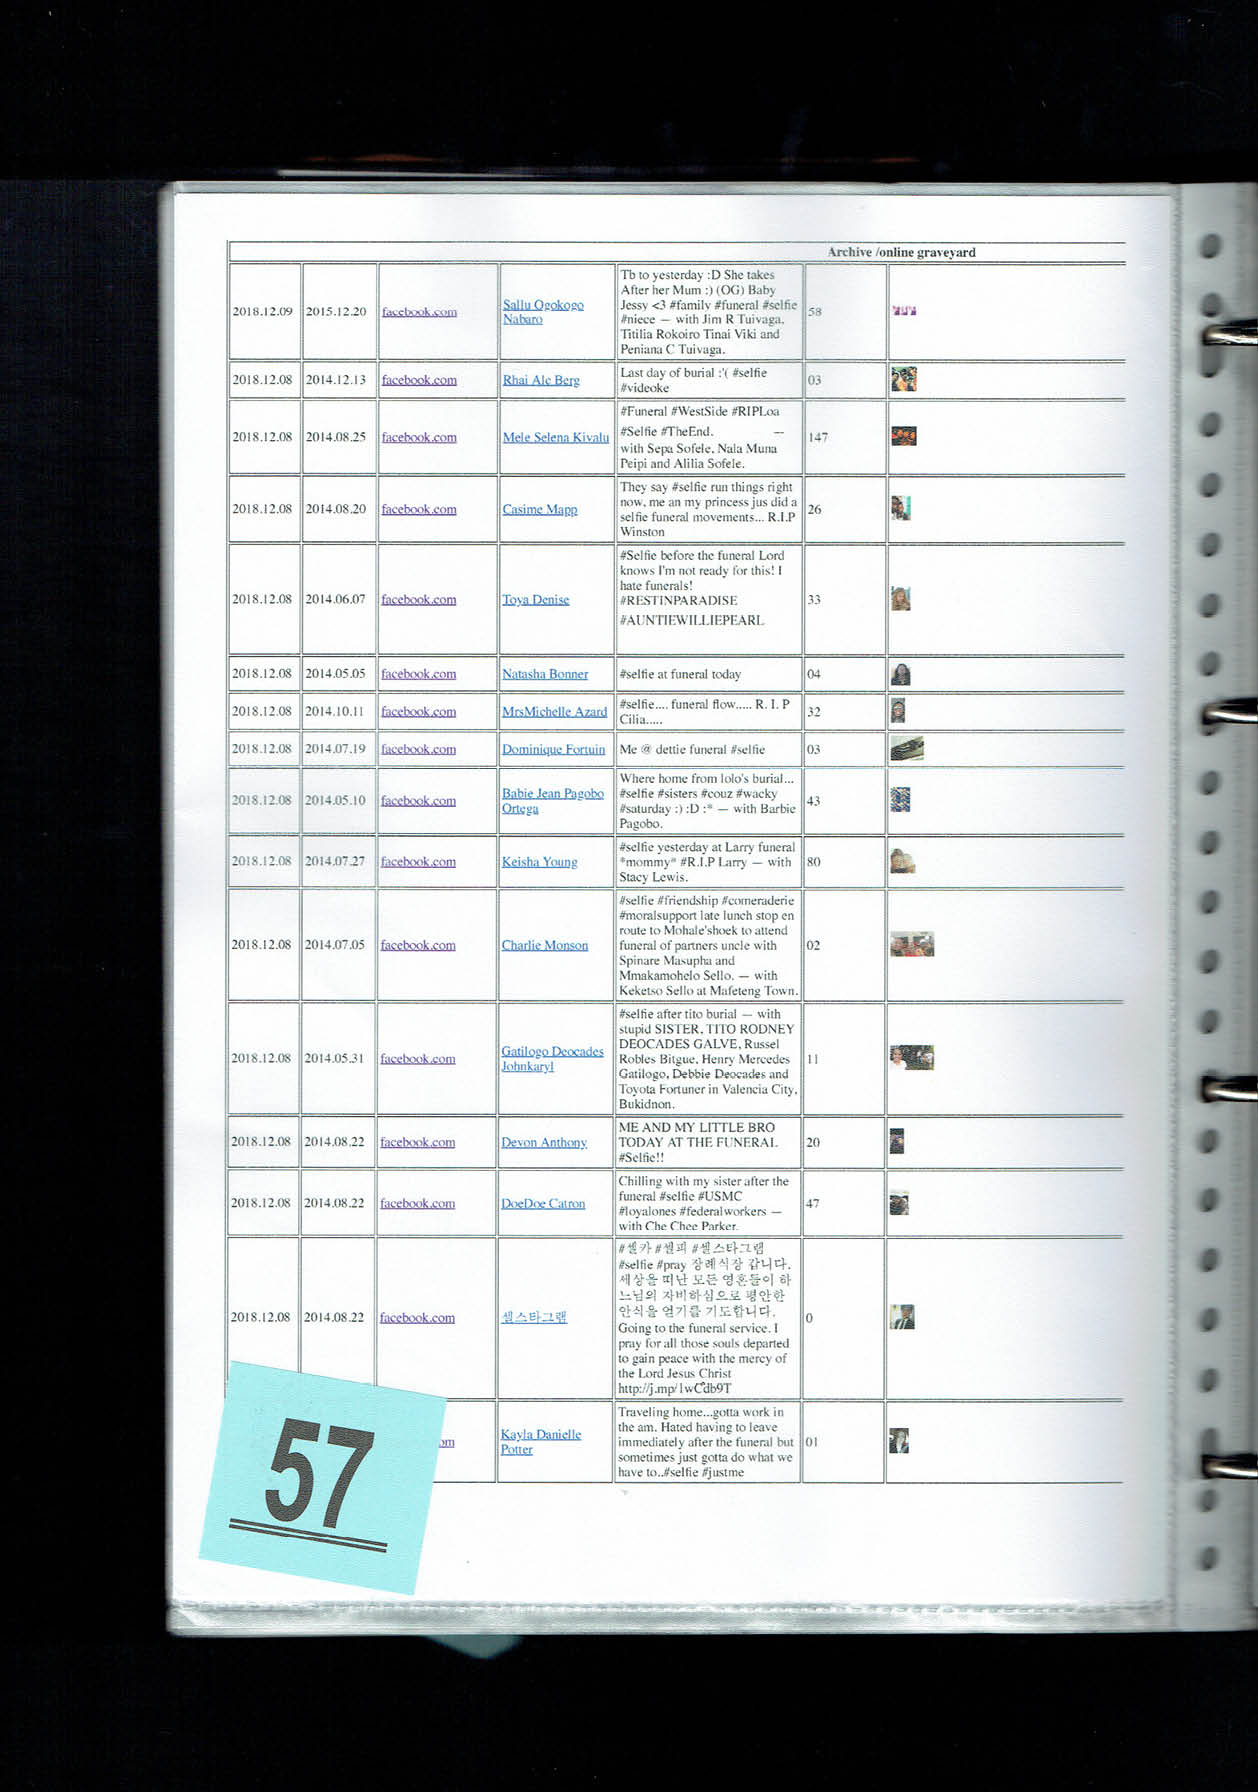 Archive /online graveyard
2018.12.09 2015.12.20 facebook.com Sallu Ogokogo
Nabaro
Tb to yesterday :D She takes
After her Mum :) (OG) Baby
Jessy <3 #family #funeral #selfie
#niece — with Jim R Tuivaga,
Titilia Rokoiro Tinai Viki and
Peniana C Tuivaga.
58
2018.12.08 2014.12.13 facebook.com Rhai Alc Berg
Last day of burial :'( #selfie
#videoke
03
2018.12.08 2014.08.25 facebook.com Mele Selena Kivalu
#Funeral #WestSide #RIPLoa
#Selfie #TheEnd. —
with Sepa Sofele, Nala Muna
Peipi and Alilia Sofele.
147
2018.12.08 2014.08.20 facebook.com Casime Mapp
They say #selfie run things right
now, me an my princess jus did a
selfie funeral movements... R.I.P
Winston
26
2018.12.08 2014.06.07 facebook.com Toya Denise
#Selfie before the funeral Lord
knows I'm not ready for this! I
hate funerals!
#RESTINPARADISE
#AUNTIEWILLIEPEARL
33
2018.12.08 2014.05.05 facebook.com Natasha Bonner
#selfie at funeral today
04
2018.12.08 2014.10.11 facebook.com MrsMichelle Azard
#selfie.... funeral flow..... R. I. P
Cilia.....
32
2018.12.08 2014.07.19 facebook.com Dominique Fortuin
Me @ dettie funeral #selfie
03
2018.12.08 2014.05.10 facebook.com Babie Jean Pagobo
Ortega
Where home from lolo's burial...
#selfie #sisters #couz #wacky
#saturday :) :D :* — with Barbie
Pagobo.
43
2018.12.08 2014.07.27 facebook.com Keisha Young
#selfie yesterday at Larry funeral
*mommy* #R.I.P Larry — with
Stacy Lewis.
80
2018.12.08 2014.07.05 facebook.com Charlie Monson
#selfie #friendship #comeraderie
#moralsupport late lunch stop en
route to Mohale'shoek to attend
funeral of partners uncle with
Spinare Masupha and
Mmakamohelo Sello. — with
Keketso Sello at Mafeteng Town.
02
2018.12.08 2014.05.31 facebook.com Gatilogo Deocades
Johnkaryl
#selfie after tito burial — with
stupid SISTER, TITO RODNEY
DEOCADES GALVE, Russel
Robles Bitgue, Henry Mercedes
Gatilogo, Debbie Deocades and
Toyota Fortuner in Valencia City,
Bukidnon.
11
2018.12.08 2014.08.22 facebook.com Devon Anthony
ME AND MY LITTLE BRO
TODAY AT THE FUNERAL
#Selfie!!
20
2018.12.08 2014.08.22 facebook.com DoeDoe Catron
Chilling with my sister after the
funeral #selfie #USMC
#loyalones #federalworkers —
with Che Chee Parker.
47
2018.12.08 2014.08.22 facebook.com 셀스타그램
#셀카 #셀피 #셀스타그램
#selfie #pray 장례식장 갑니다.
세상을 떠난 모든 영혼들이 하
느님의 자비하심으로 평안한
안식을 얻기를 기도합니다.
Going to the funeral service. I
pray for all those souls departed
to gain peace with the mercy of
the Lord Jesus Christ
http://j.mp/1wCdb9T
0
om Kayla Danielle
Potter
Traveling home...gotta work in
the am. Hated having to leave
immediately after the funeral but
sometimes just gotta do what we
have to..#selfie #justme
01
57